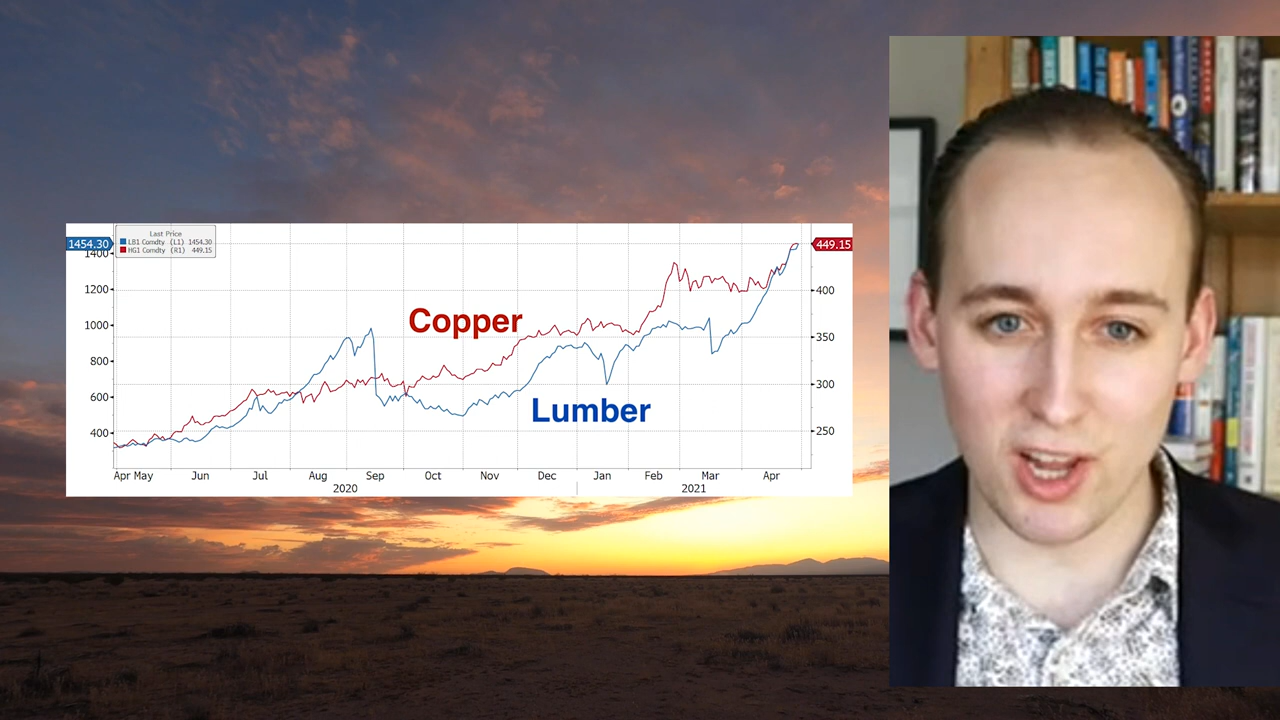 Last Price
LB1 Comdty (L1) 1454.30
HG1 Comdty (R1) 449.15
1454.30
449.15
1400
1200
1000
800
600
400
400
350
300
250
Copper
Lumber
Apr May Jun Jul Aug Sep Oct Nov Dec Jan Feb Mar Apr
2020 2021